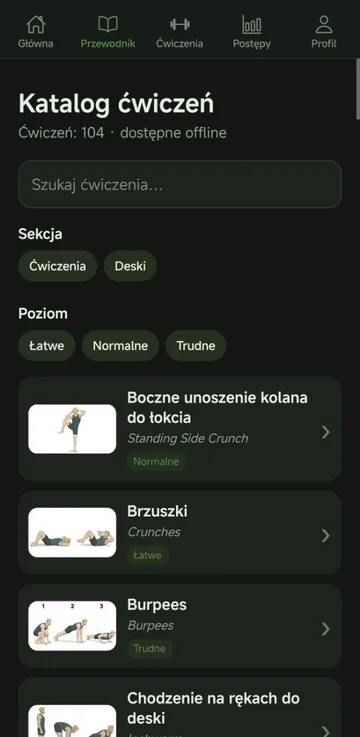 Główna Przewodnik Ćwiczenia Postępy Profil
Katalog ćwiczeń
Ćwiczeń: 104 · dostępne offline
Szukaj ćwiczenia...
Sekcja
Ćwiczenia Deski
Poziom
Łatwe Normalne Trudne
Boczne unoszenie kolana
do łokcia
Standing Side Crunch
Normalne
Brzuszki
Crunches
Łatwe
1 2 3
Burpees
Burpees
Trudne
Chodzenie na rękach do
deski